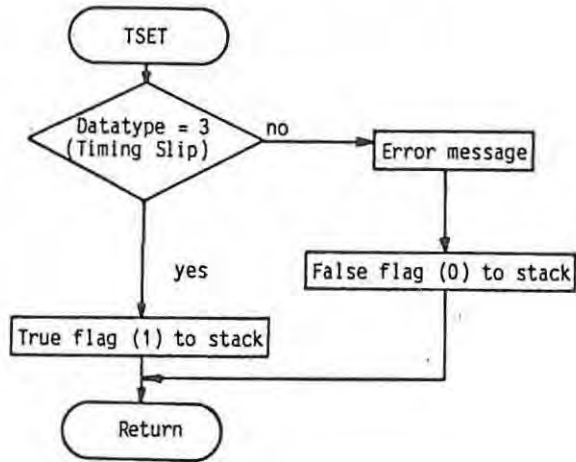 TSET
Datatype = 3
(Timing Slip)
no
Error message
yes
False flag (0) to stack
True flag (1) to stack
Return